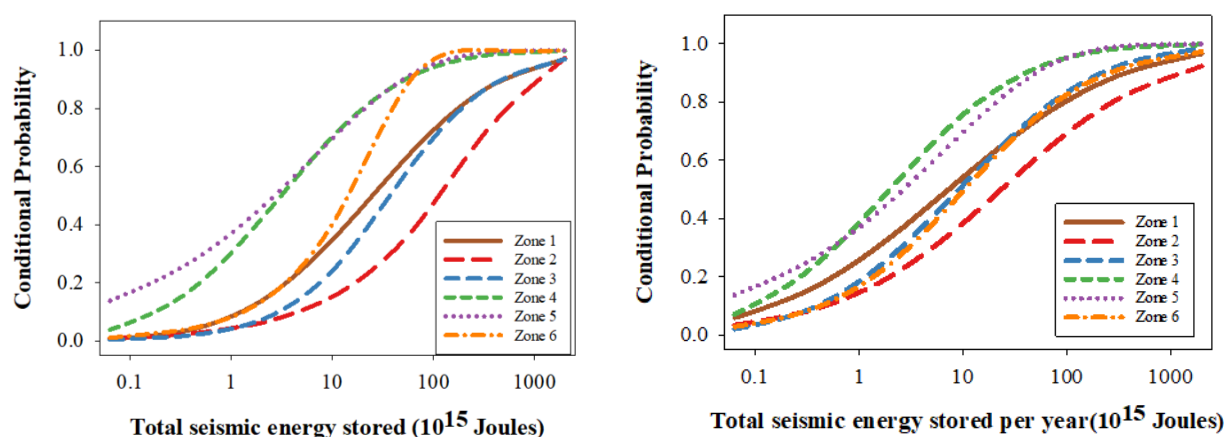 Conditional Probability
1.0
0.8
0.6
0.4
0.2
0.0
0.1 1 10 100 1000
Total seismic energy stored (10^15 Joules)
Zone 1
Zone 2
Zone 3
Zone 4
Zone 5
Zone 6
Conditional Probability
1.0
0.8
0.6
0.4
0.2
0.0
0.1 1 10 100 1000
Total seismic energy stored per year(10^15 Joules)
Zone 1
Zone 2
Zone 3
Zone 4
Zone 5
Zone 6